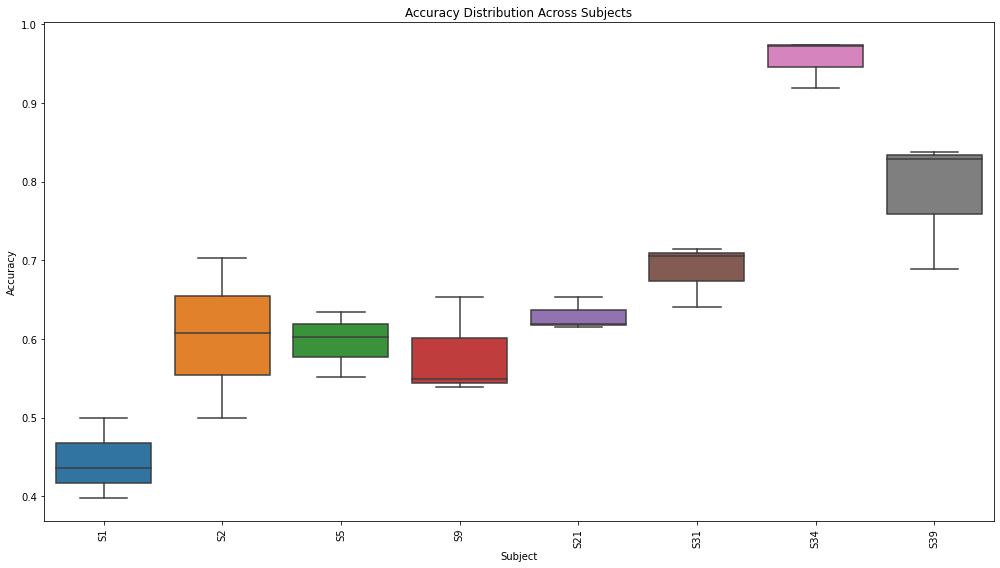 Accuracy Distribution Across Subjects
1.0
0.9
0.8
0.7
0.6
0.5
0.4
Accuracy
S1
S2
S5
S9
S21
S31
S34
S39
Subject